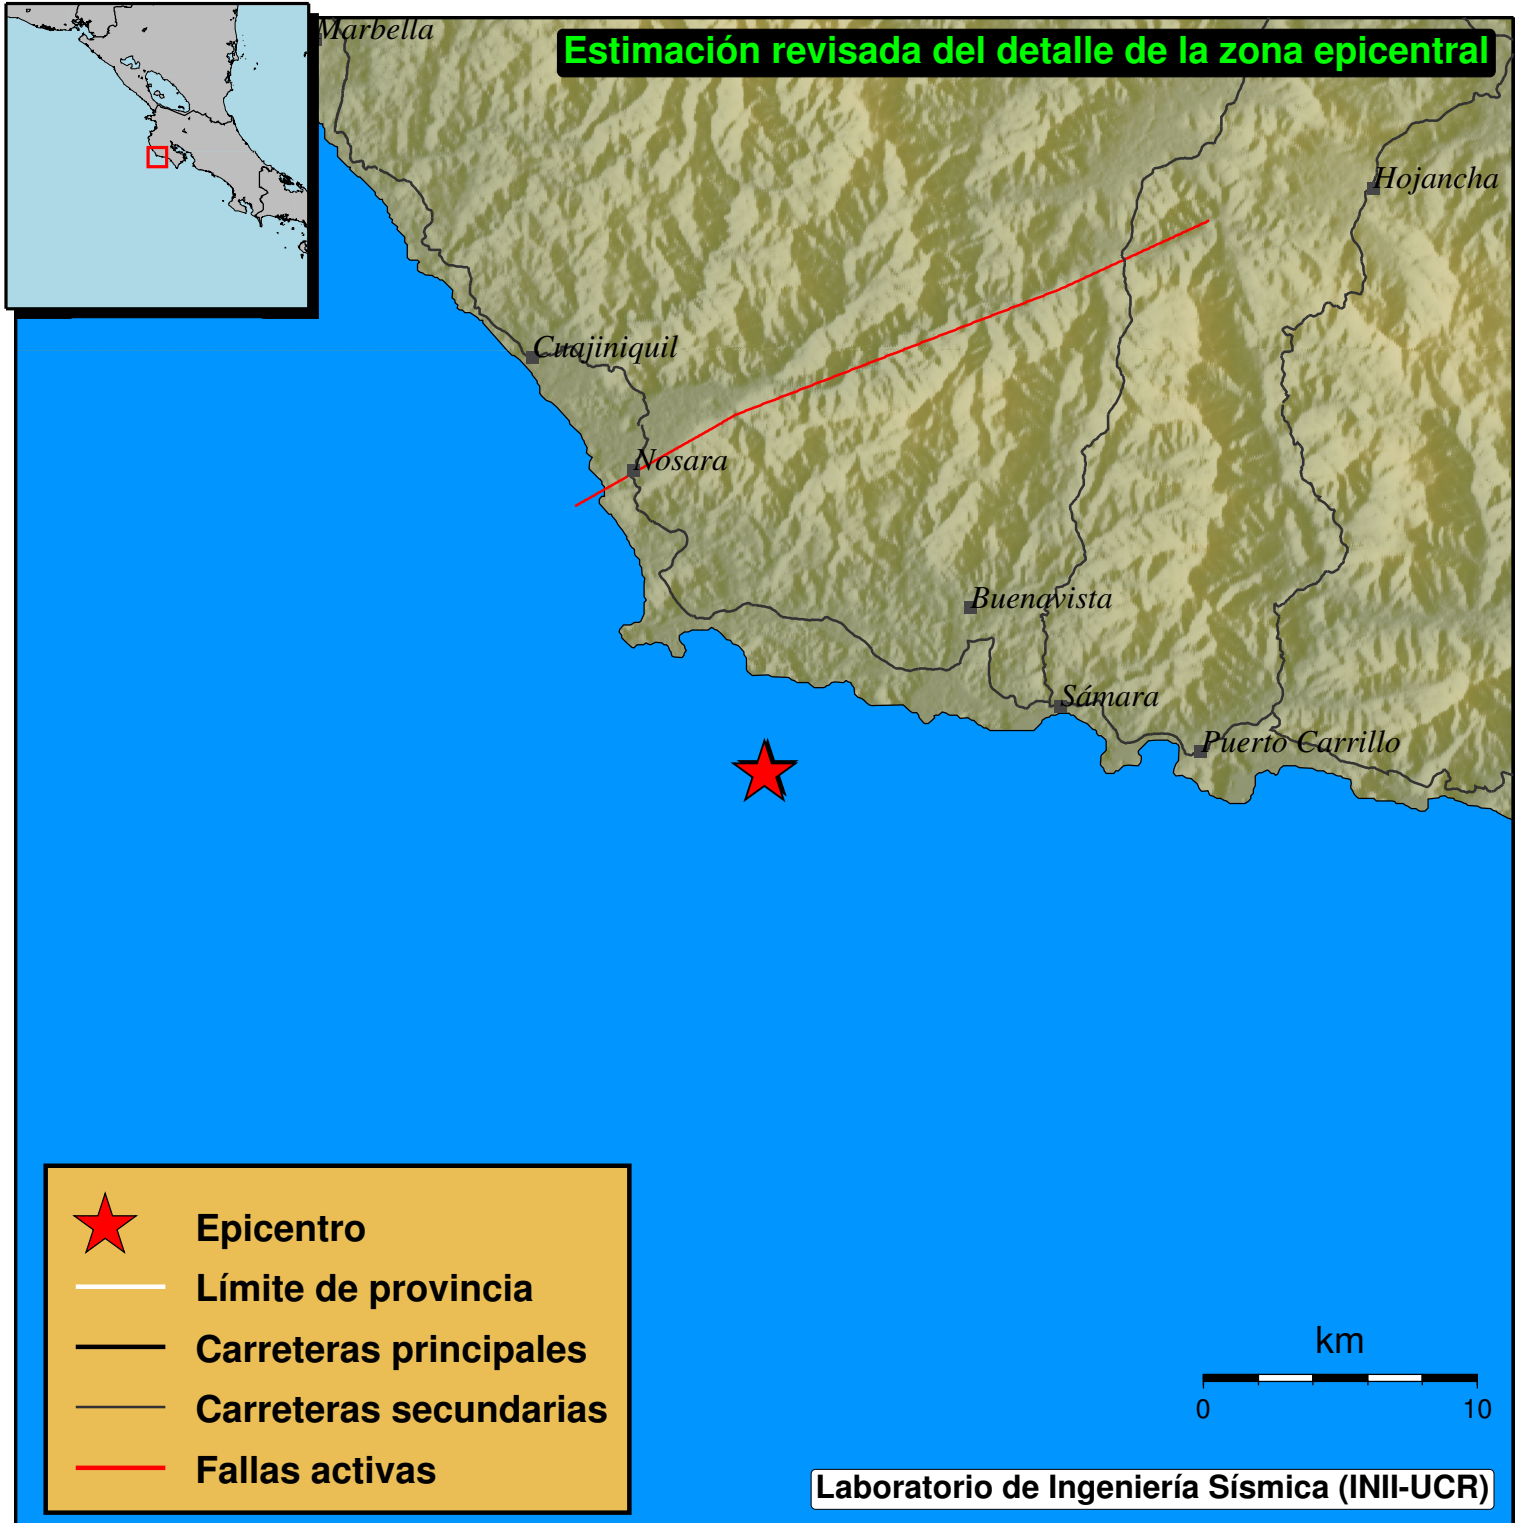 Marbella
Estimación revisada del detalle de la zona epicentral
Hojancha
Cuajiniquil
Nosara
Buenavista
Sámara
Puerto Carrillo
Epicentro
Límite de provincia
Carreteras principales
Carreteras secundarias
Fallas activas
km
0 10
Laboratorio de Ingeniería Sísmica (INII-UCR)